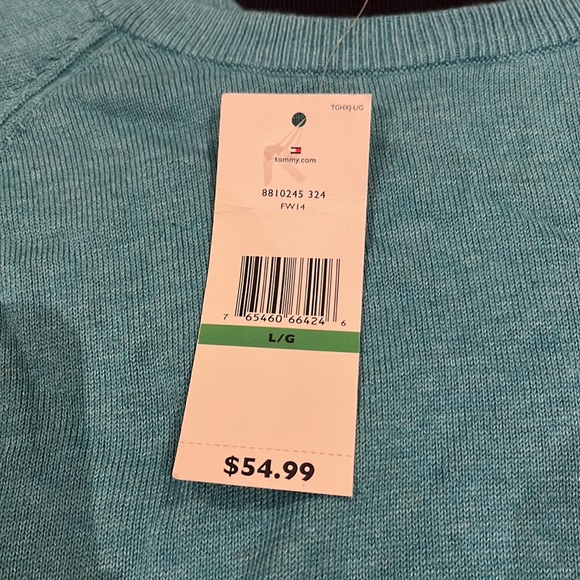 TGHXJ-L/G
tommy.com
8810245 324
FW14
7 65460 66424 6
L/G
$54.99